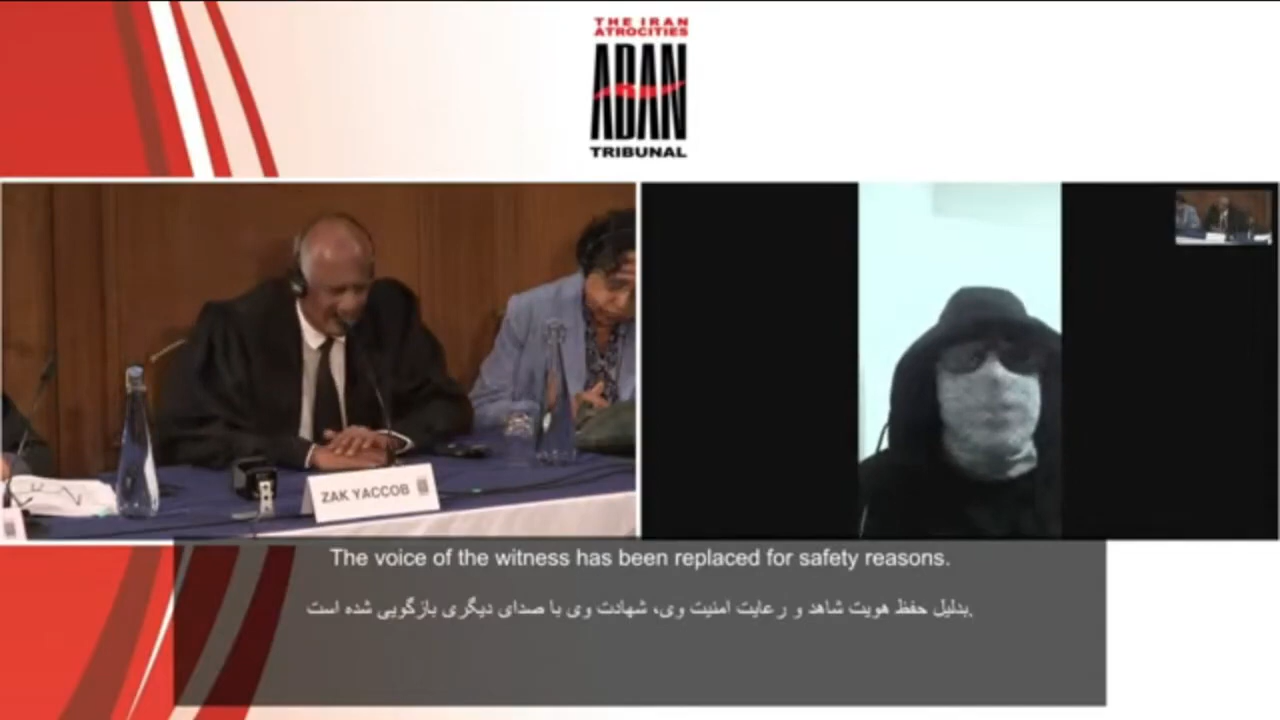 THE IRAN
ATROCITIES
ABAN
TRIBUNAL
ZAK YACCOB
The voice of the witness has been replaced for safety reasons.
بدلیل حفظ هویت شاهد و رعایت امنیت وی، شهادت وی با صدای دیگری بازگویی شده است.